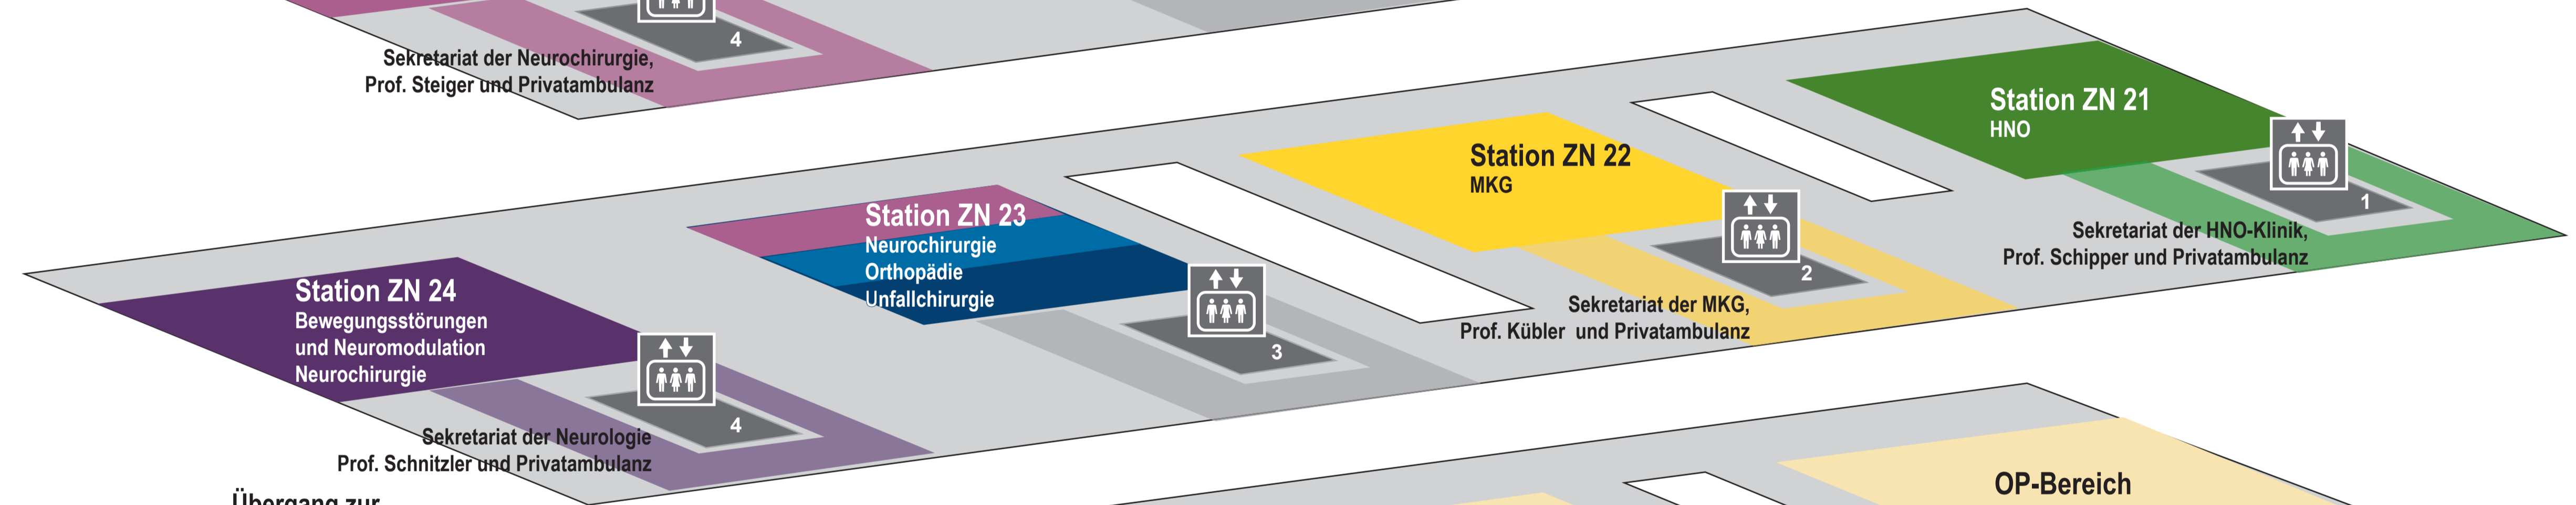 4
Sekretariat der Neurochirurgie,
Prof. Steiger und Privatambulanz
Station ZN 21
HNO
1
Sekretariat der HNO-Klinik,
Prof. Schipper und Privatambulanz
Station ZN 22
MKG
2
Sekretariat der MKG,
Prof. Kübler und Privatambulanz
Station ZN 23
Neurochirurgie
Orthopädie
Unfallchirurgie
3
Station ZN 24
Bewegungsstörungen
und Neuromodulation
Neurochirurgie
4
Sekretariat der Neurologie
Prof. Schnitzler und Privatambulanz
Übergang zur
OP-Bereich